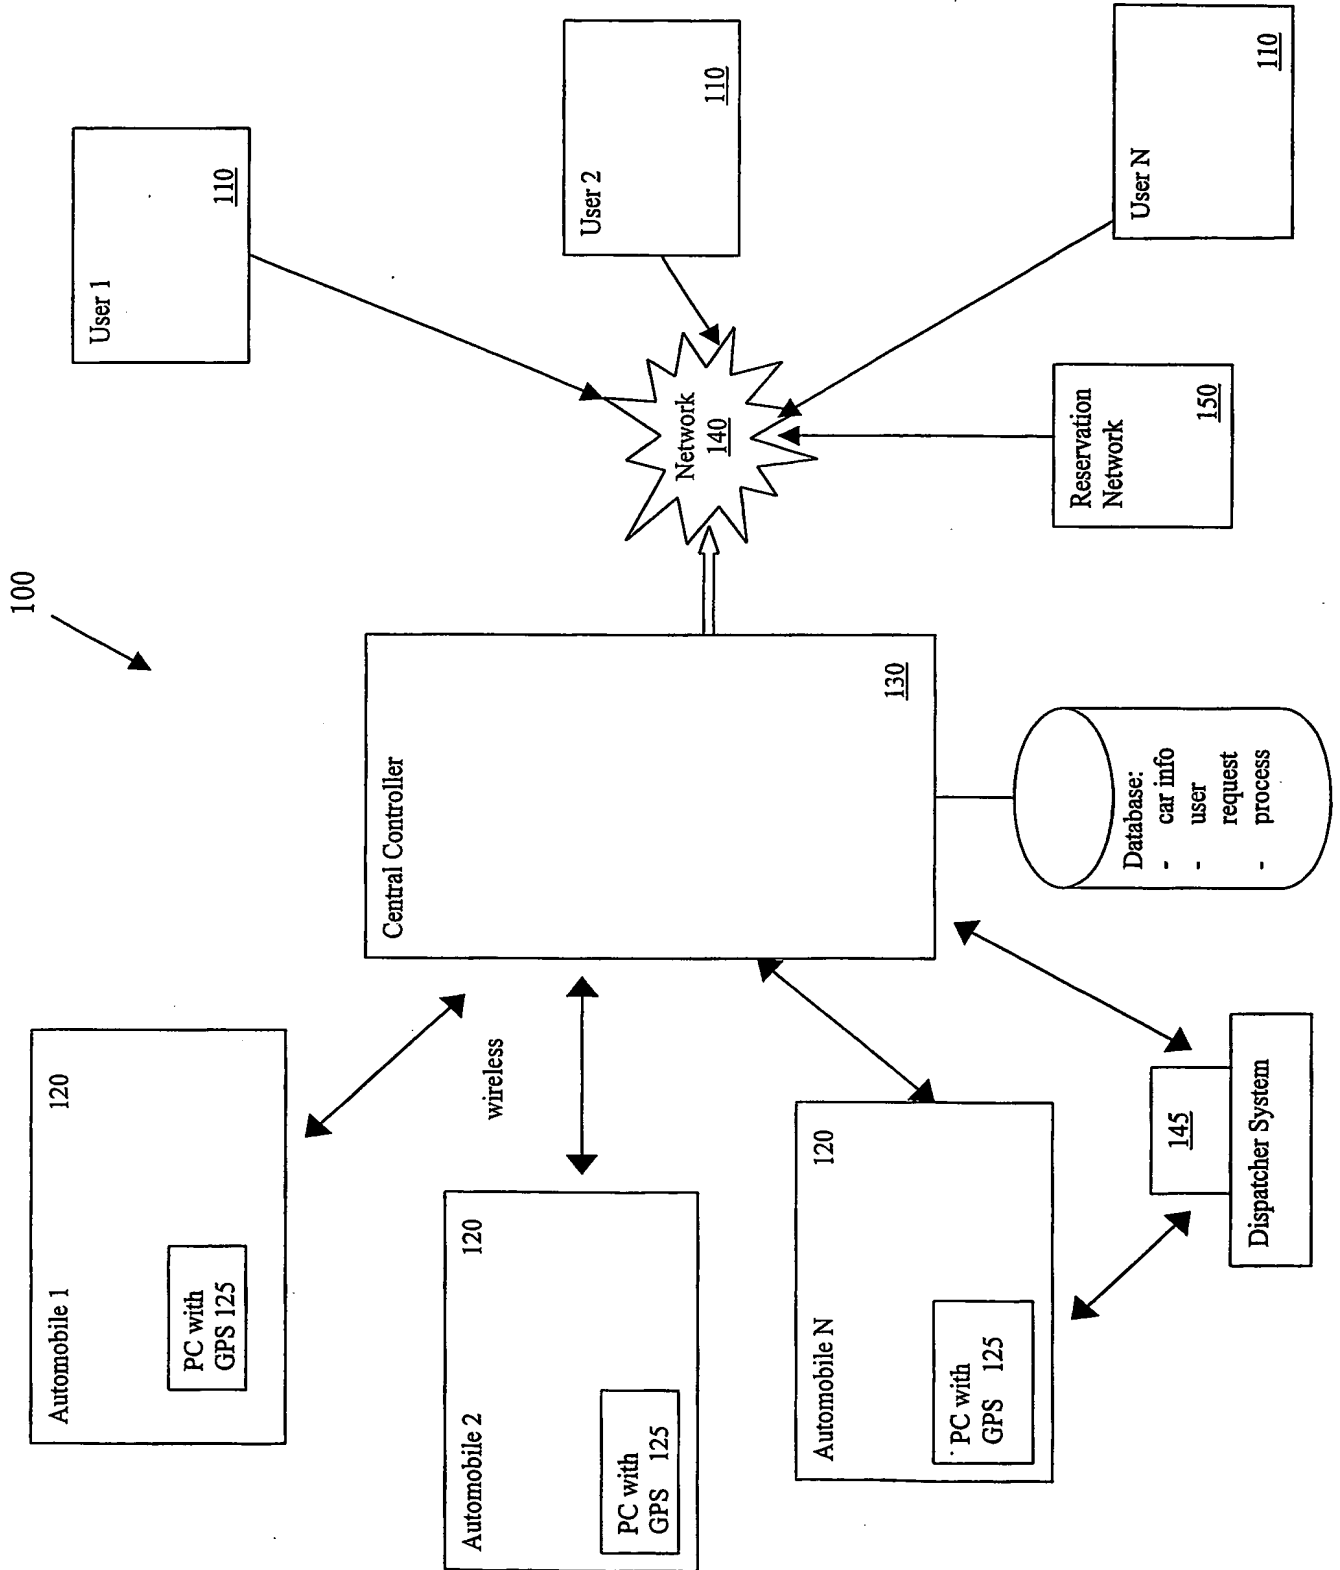 100
Automobile 1
120
PC with
GPS 125
Automobile 2
120
PC with
GPS 125
Automobile N
120
PC with
GPS 125
wireless
Central Controller
130
145
Dispatcher System
Database:
- car info
- user
request
- process
Network
140
Reservation
Network
150
User 1
110
User 2
110
User N
110